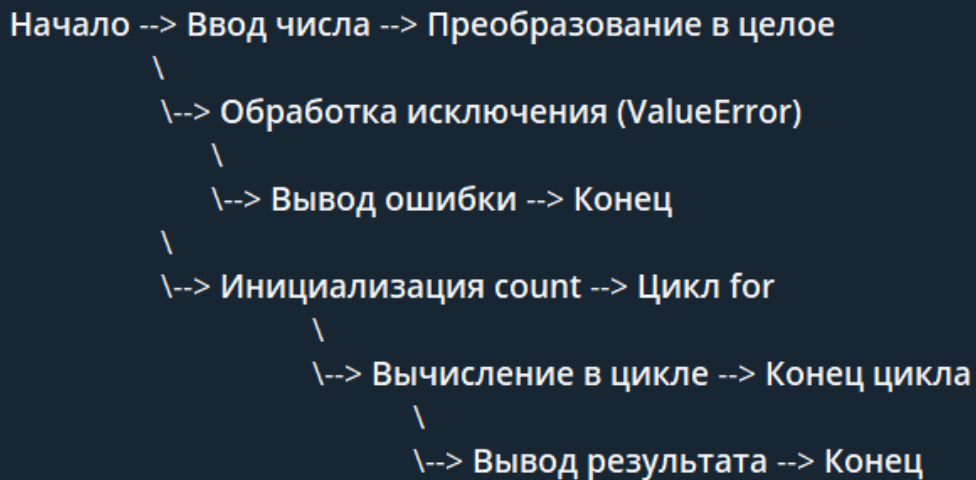 Начало --> Ввод числа --> Преобразование в целое
\
\--> Обработка исключения (ValueError)
\
\--> Вывод ошибки --> Конец
\
\--> Инициализация count --> Цикл for
\
\--> Вычисление в цикле --> Конец цикла
\
\--> Вывод результата --> Конец